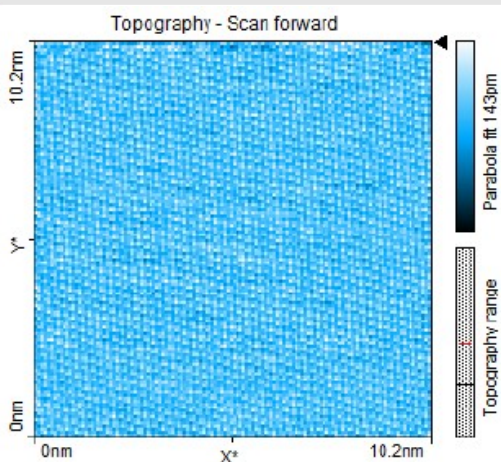 Topography - Scan forward
10.2nm
Y*
0nm
0nm
X*
10.2nm
Parabola fit 143pm
Topography range